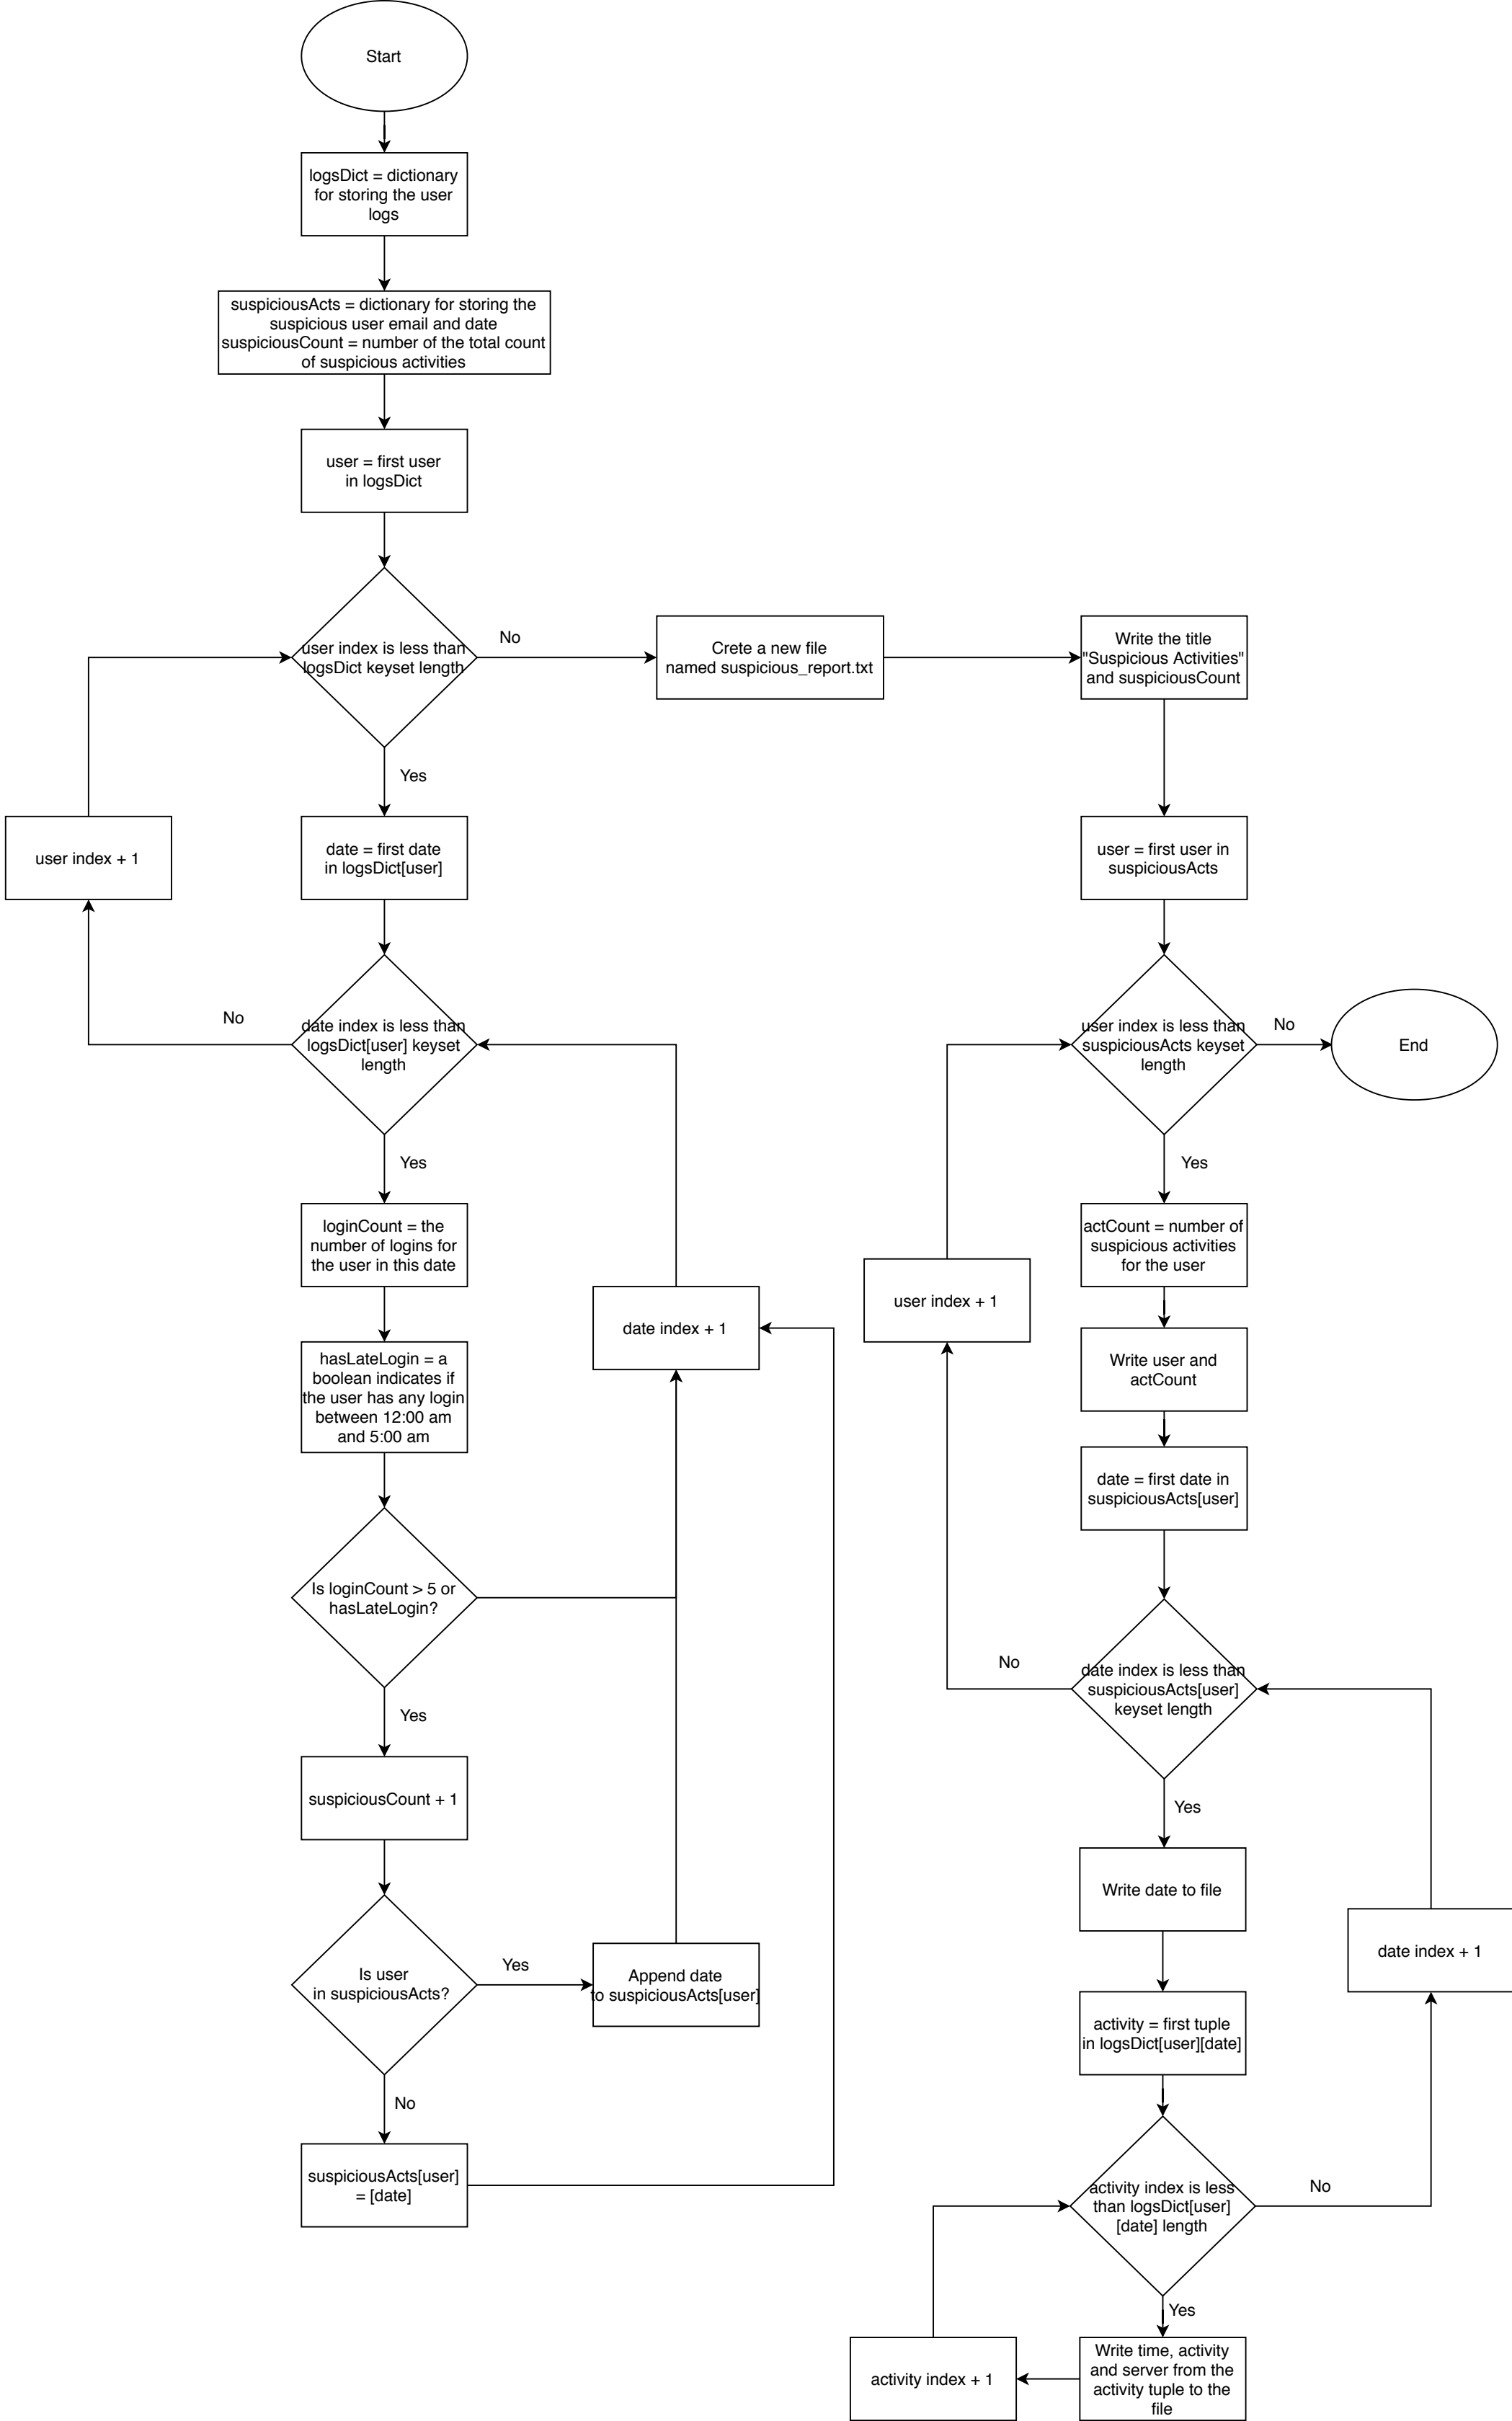 Start
logsDict = dictionary
for storing the user
logs
suspiciousActs = dictionary for storing the
suspicious user email and date
suspiciousCount = number of the total count
of suspicious activities
user = first user
in logsDict
user index is less than
logsDict keyset length
No
Crete a new file
named suspicious_report.txt
Write the title
"Suspicious Activities"
and suspiciousCount
Yes
user index + 1
date = first date
in logsDict[user]
user = first user in
suspiciousActs
No
date index is less than
logsDict[user] keyset
length
user index is less than
suspiciousActs keyset
length
No
End
Yes
Yes
loginCount = the
number of logins for
the user in this date
actCount = number of
suspicious activities
for the user
user index + 1
date index + 1
hasLateLogin = a
boolean indicates if
the user has any login
between 12:00 am
and 5:00 am
Write user and
actCount
date = first date in
suspiciousActs[user]
Is loginCount > 5 or
hasLateLogin?
No
date index is less than
suspiciousActs[user]
keyset length
Yes
Yes
suspiciousCount + 1
Write date to file
date index + 1
Is user
in suspiciousActs?
Yes
Append date
to suspiciousActs[user]
activity = first tuple
in logsDict[user][date]
No
suspiciousActs[user]
= [date]
activity index is less
than logsDict[user]
[date] length
No
Yes
Write time, activity
and server from the
activity tuple to the
file
activity index + 1